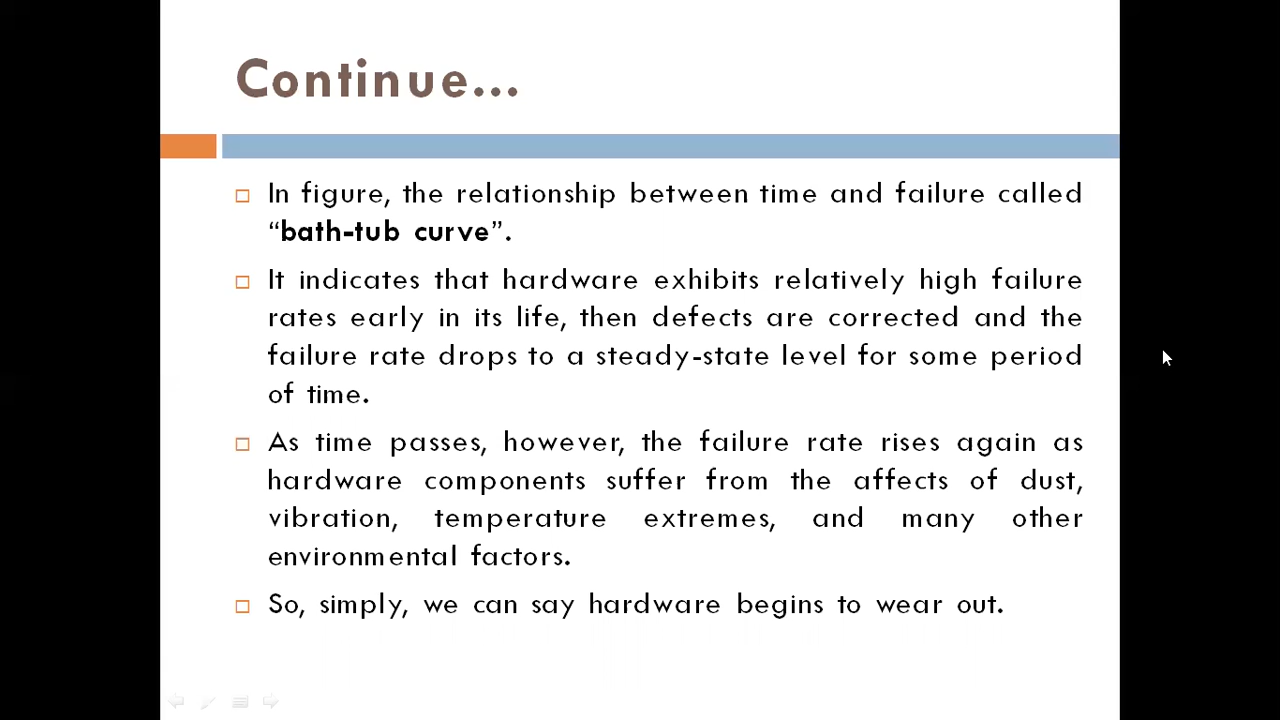 Continue...
In figure, the relationship between time and failure called
“bath-tub curve”.
It indicates that hardware exhibits relatively high failure
rates early in its life, then defects are corrected and the
failure rate drops to a steady-state level for some period
of time.
As time passes, however, the failure rate rises again as
hardware components suffer from the affects of dust,
vibration, temperature extremes, and many other
environmental factors.
So, simply, we can say hardware begins to wear out.